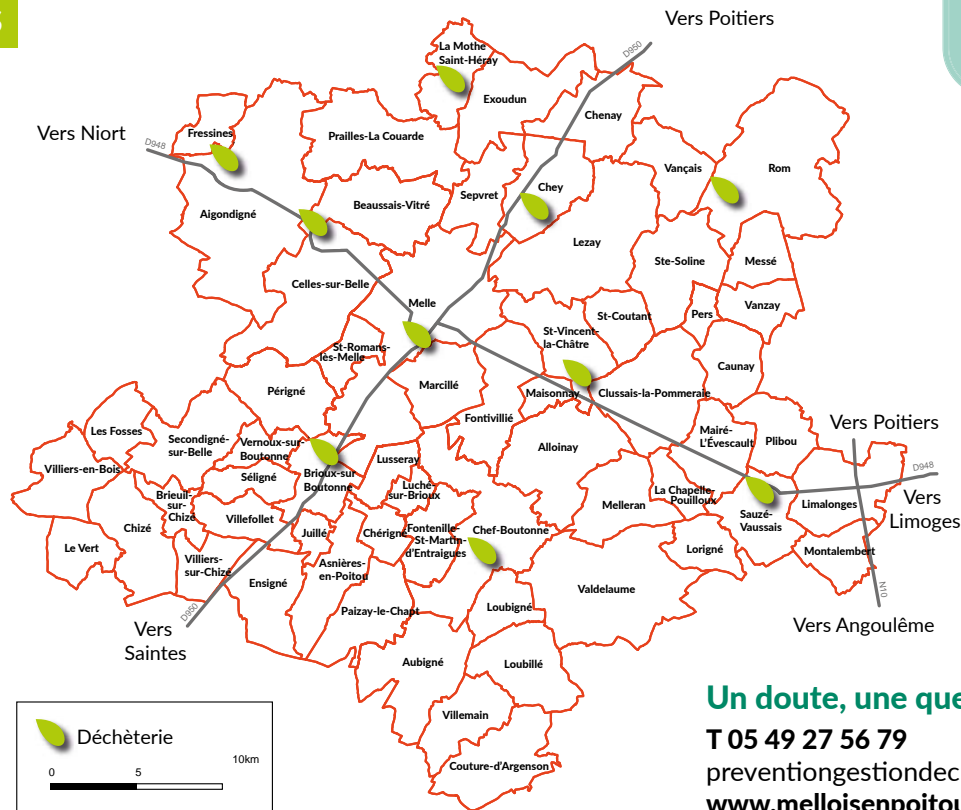 Vers Poitiers
D950
La Mothe
Saint-Héray
Exoudun
Chenay
Vers Niort
D948
Fressines
Prailles-La Couarde
Vançais
Rom
Aigondigné
Beaussais-Vitré
Sepvret
Chey
Lezay
Ste-Soline
Messé
Celles-sur-Belle
Melle
Pers
Vanzay
St-Coutant
St-Vincent-
la-Châtre
St-Romans-
lès-Melle
Périgné
Marcillé
Maisonnay
Clussais-la-Pommeraie
Caunay
Fontivillié
Alloinay
Mairé-
L'Évescault
Plibou
Vers Poitiers
Les Fosses
Secondigné-
sur-Belle
Vernoux-sur-
Boutonne
Villiers-en-Bois
Séligné
Brioux-sur
Boutonne
Lusseray
Luché-
sur-Brioux
Brieuil-
sur-
Chizé
Chizé
Villefollet
Juillé
Chérigné
Fontenille-
St-Martin-
d'Entraigues
Chef-Boutonne
Melleran
La Chapelle-
Pouilloux
Sauzé-
Vaussais
Limalonges
D948
Vers
Limoges
Le Vert
Villiers-
sur-Chizé
Ensigné
Asnières-
en-Poitou
Paizay-le-Chapt
Loubigné
Valdelaume
Lorigné
Montalembert
N10
Vers Angoulême
D950
Vers
Saintes
Aubigné
Loubillé
Villemain
Couture-d'Argenson
Déchèterie
0 5 10km
Un doute, une que
T 05 49 27 56 79
preventiongestiondec
www.melloisenpoitou